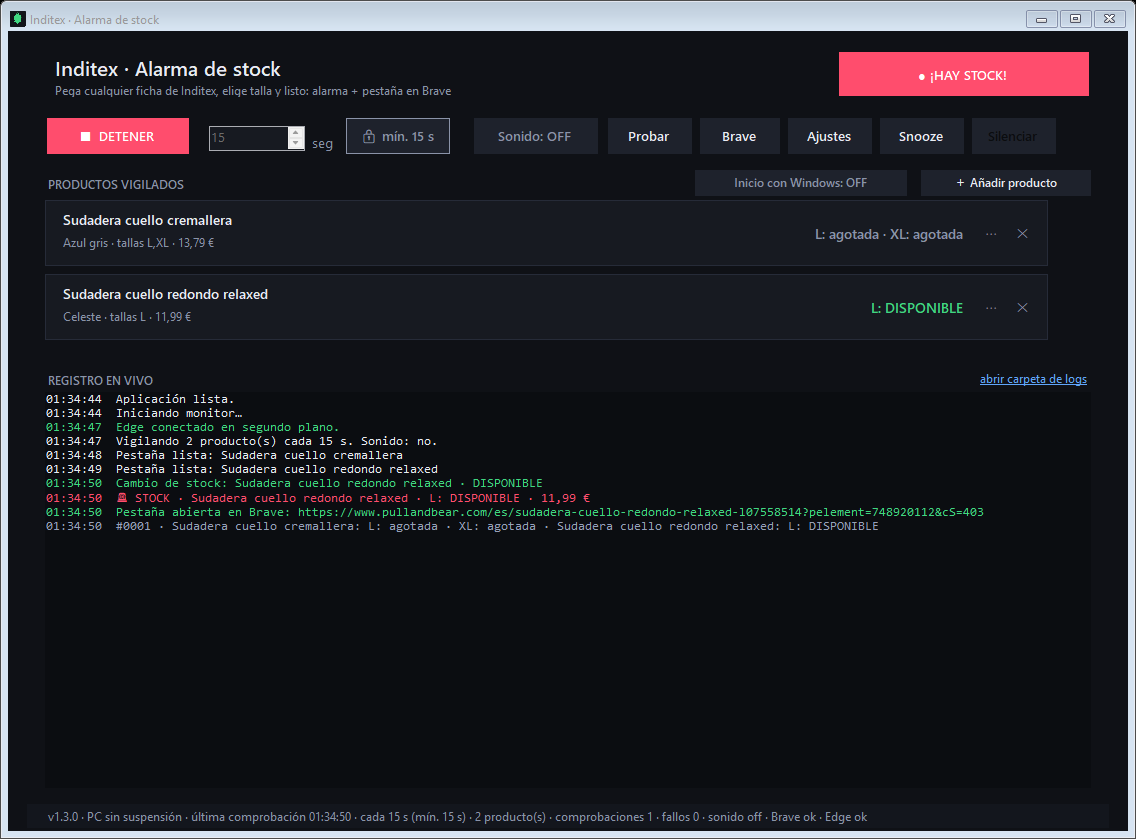 Inditex · Alarma de stock
Inditex · Alarma de stock
Pega cualquier ficha de Inditex, elige talla y listo: alarma + pestaña en Brave
● ¡HAY STOCK!
■ DETENER
15
seg
mín. 15 s
Sonido: OFF
Probar
Brave
Ajustes
Snooze
Silenciar
PRODUCTOS VIGILADOS
Inicio con Windows: OFF
+ Añadir producto
Sudadera cuello cremallera
Azul gris · tallas L,XL · 13,79 €
L: agotada · XL: agotada
···
Sudadera cuello redondo relaxed
Celeste · tallas L · 11,99 €
L: DISPONIBLE
···
REGISTRO EN VIVO
abrir carpeta de logs
01:34:44 Aplicación lista.
01:34:44 Iniciando monitor…
01:34:47 Edge conectado en segundo plano.
01:34:47 Vigilando 2 producto(s) cada 15 s. Sonido: no.
01:34:48 Pestaña lista: Sudadera cuello cremallera
01:34:49 Pestaña lista: Sudadera cuello redondo relaxed
01:34:50 Cambio de stock: Sudadera cuello redondo relaxed · DISPONIBLE
01:34:50 🚨 STOCK · Sudadera cuello redondo relaxed · L: DISPONIBLE · 11,99 €
01:34:50 Pestaña abierta en Brave: https://www.pullandbear.com/es/sudadera-cuello-redondo-relaxed-l07558514?pelement=748920112&cS=403
01:34:50 #0001 · Sudadera cuello cremallera: L: agotada · XL: agotada · Sudadera cuello redondo relaxed: L: DISPONIBLE
v1.3.0 · PC sin suspensión · última comprobación 01:34:50 · cada 15 s (mín. 15 s) · 2 producto(s) · comprobaciones 1 · fallos 0 · sonido off · Brave ok · Edge ok